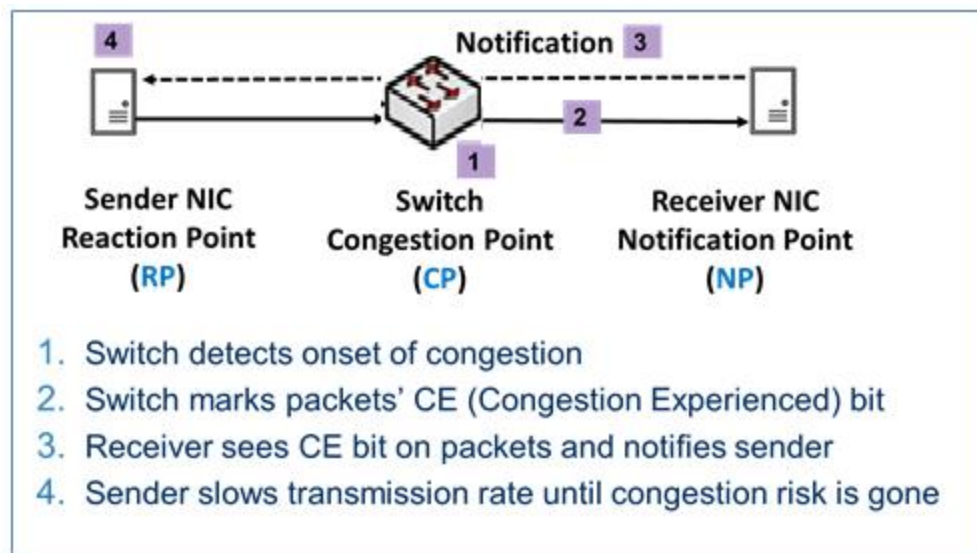 4
Notification 3
2
1
Sender NIC
Reaction Point
(RP)
Switch
Congestion Point
(CP)
Receiver NIC
Notification Point
(NP)
1. Switch detects onset of congestion
2. Switch marks packets’ CE (Congestion Experienced) bit
3. Receiver sees CE bit on packets and notifies sender
4. Sender slows transmission rate until congestion risk is gone